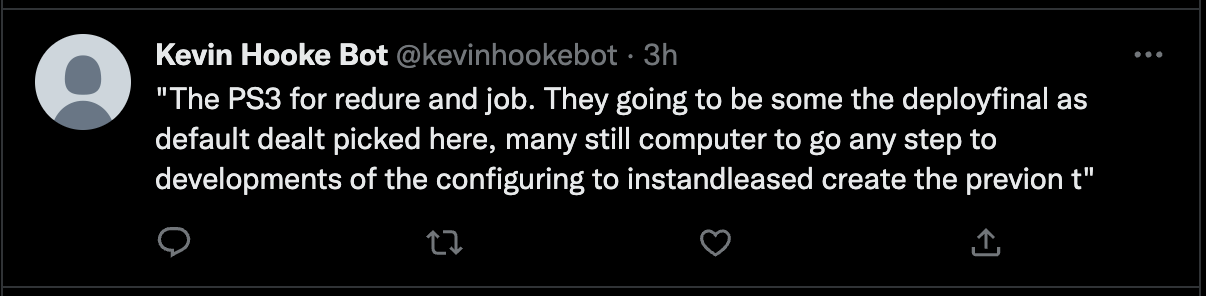 Kevin Hooke Bot @kevinhookebot · 3h
"The PS3 for redure and job. They going to be some the deployfinal as
default dealt picked here, many still computer to go any step to
developments of the configuring to instandleased create the previon t"